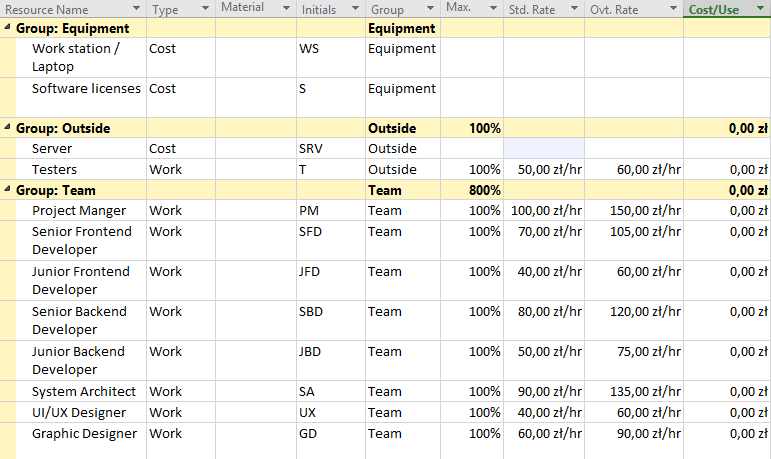 Resource Name Type Material Initials Group Max. Std. Rate Ovt. Rate Cost/Use
Group: Equipment Equipment
Work station / Cost WS Equipment
Laptop
Software licenses Cost S Equipment
Group: Outside Outside 100% 0,00 zł
Server Cost SRV Outside
Testers Work T Outside 100% 50,00 zł/hr 60,00 zł/hr 0,00 zł
Group: Team Team 800% 0,00 zł
Project Manger Work PM Team 100% 100,00 zł/hr 150,00 zł/hr 0,00 zł
Senior Frontend Work SFD Team 100% 70,00 zł/hr 105,00 zł/hr 0,00 zł
Developer
Junior Frontend Work JFD Team 100% 40,00 zł/hr 60,00 zł/hr 0,00 zł
Developer
Senior Backend Work SBD Team 100% 80,00 zł/hr 120,00 zł/hr 0,00 zł
Developer
Junior Backend Work JBD Team 100% 50,00 zł/hr 75,00 zł/hr 0,00 zł
Developer
System Architect Work SA Team 100% 90,00 zł/hr 135,00 zł/hr 0,00 zł
UI/UX Designer Work UX Team 100% 40,00 zł/hr 60,00 zł/hr 0,00 zł
Graphic Designer Work GD Team 100% 60,00 zł/hr 90,00 zł/hr 0,00 zł